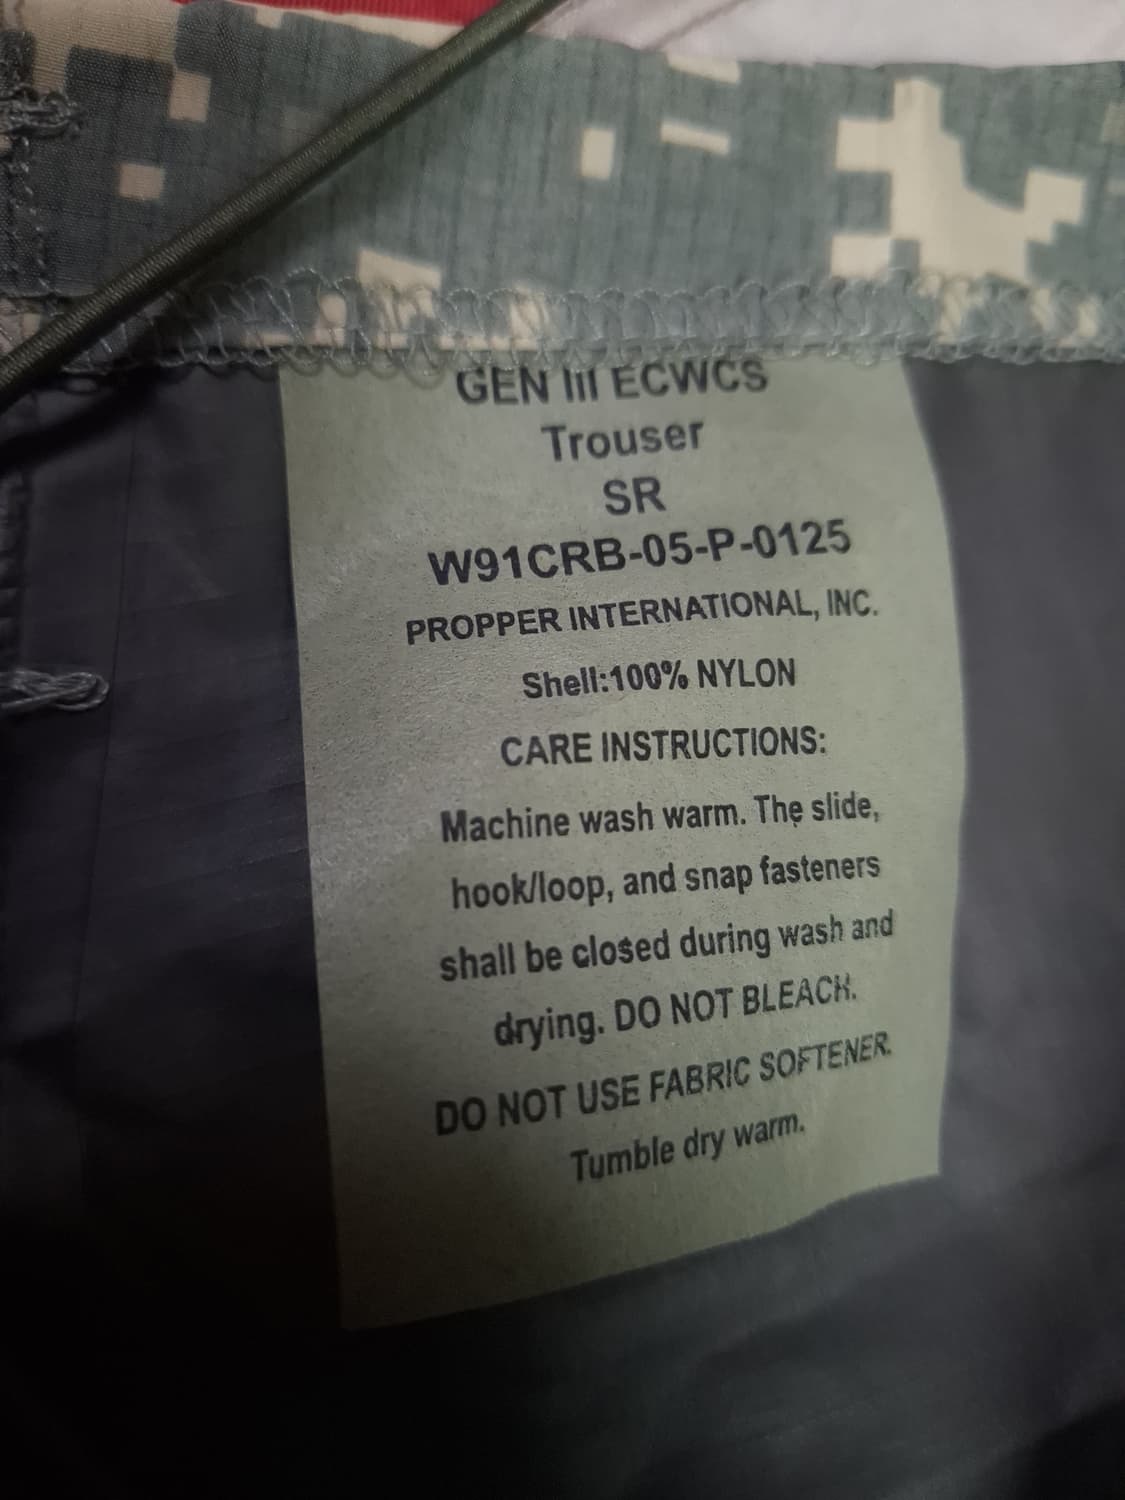 GEN III ECWCS
Trouser
SR
W91CRB-05-P-0125
PROPPER INTERNATIONAL, INC.
Shell:100% NYLON
CARE INSTRUCTIONS:
Machine wash warm. The slide,
hook/loop, and snap fasteners
shall be closed during wash and
drying. DO NOT BLEACH.
DO NOT USE FABRIC SOFTENER.
Tumble dry warm.